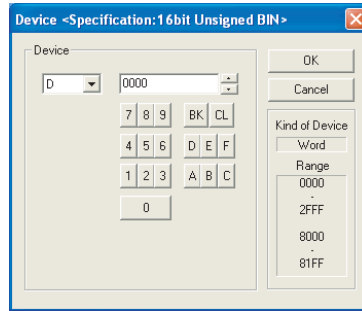 Device <Specification:16bit Unsigned BIN>
Device
D 0000
7 8 9 BK CL
4 5 6 D E F
1 2 3 A B C
0
OK
Cancel
Kind of Device
Word
Range
0000
-
2FFF
8000
-
81FF